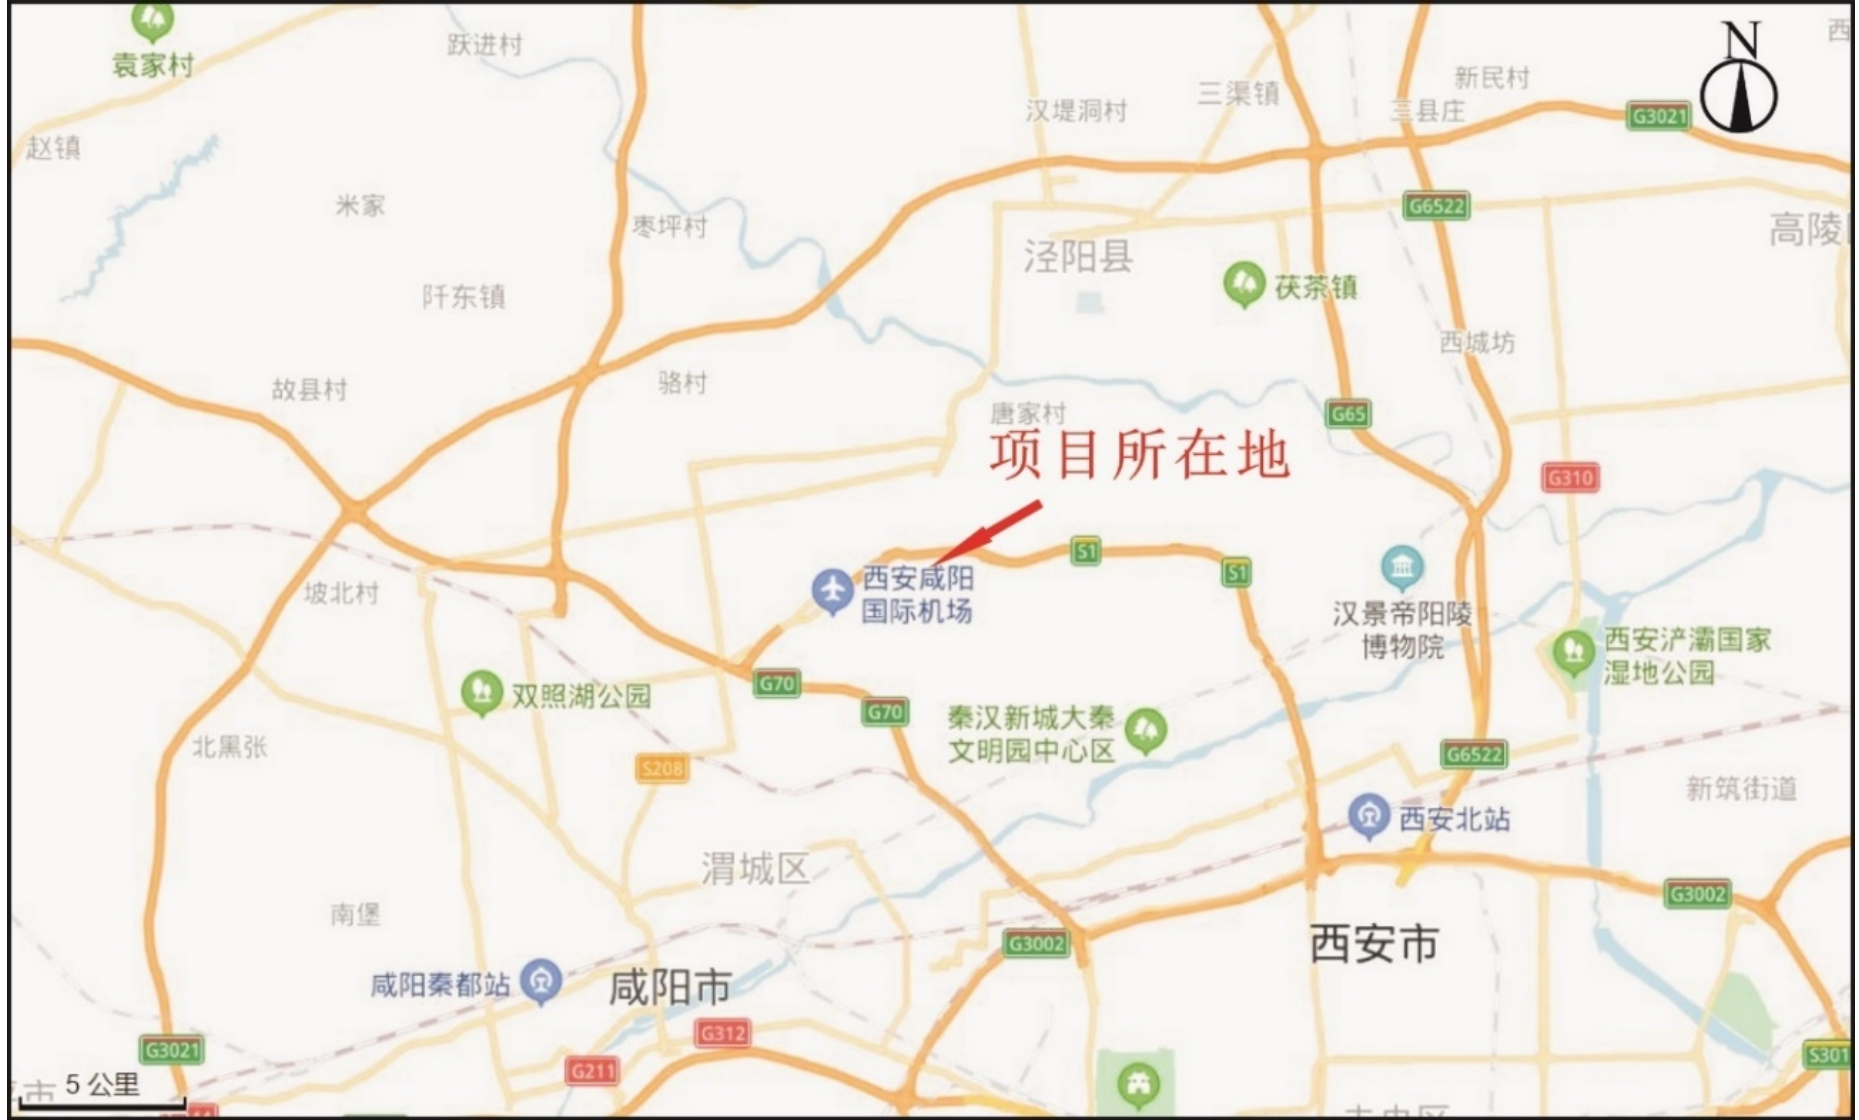 袁家村
跃进村
N
新民村
三渠镇
汉堤洞村
三县庄
G3021
赵镇
米家
G6522
枣坪村
高陵
泾阳县
茯茶镇
阡东镇
西城坊
故县村
骆村
唐家村
G65
项目所在地
G310
S1
S1
西安咸阳
国际机场
坡北村
汉景帝阳陵
博物院
西安浐灞国家
湿地公园
双照湖公园
G70
G70
秦汉新城大秦
文明园中心区
北黑张
S208
G6522
新筑街道
西安北站
渭城区
G3002
南堡
G3002
西安市
咸阳秦都站
咸阳市
G312
G3021
G211
S301
5 公里
市